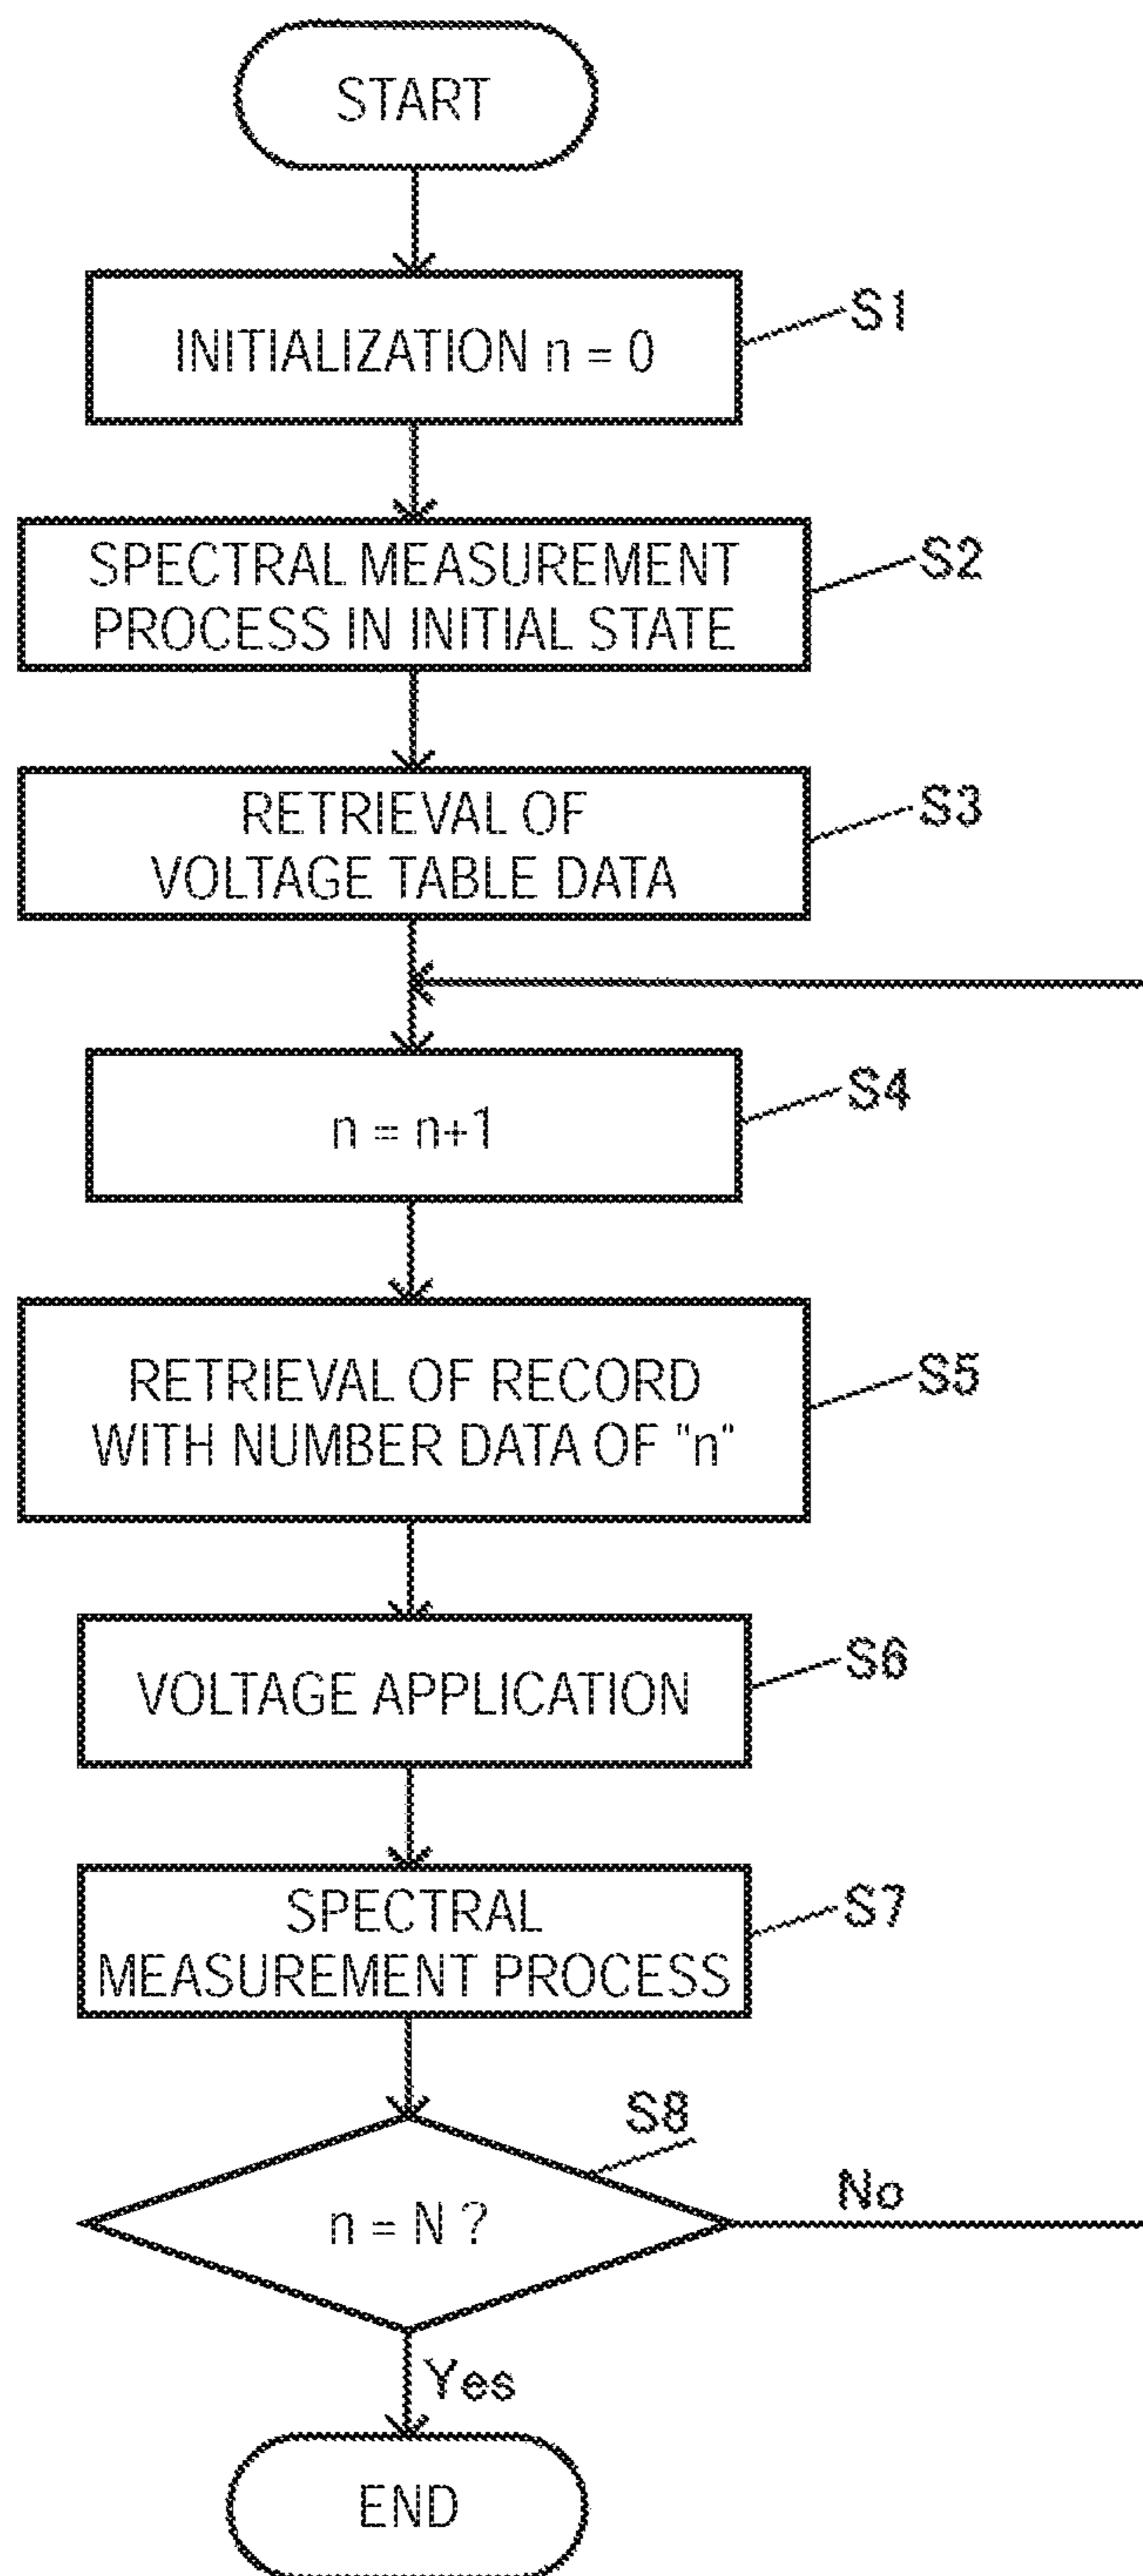 START
INITIALIZATION n = 0
S1
SPECTRAL MEASUREMENT
PROCESS IN INITIAL STATE
S2
RETRIEVAL OF
VOLTAGE TABLE DATA
S3
n = n+1
S4
RETRIEVAL OF RECORD
WITH NUMBER DATA OF "n"
S5
VOLTAGE APPLICATION
S6
SPECTRAL
MEASUREMENT PROCESS
S7
S8
n = N ?
No
Yes
END